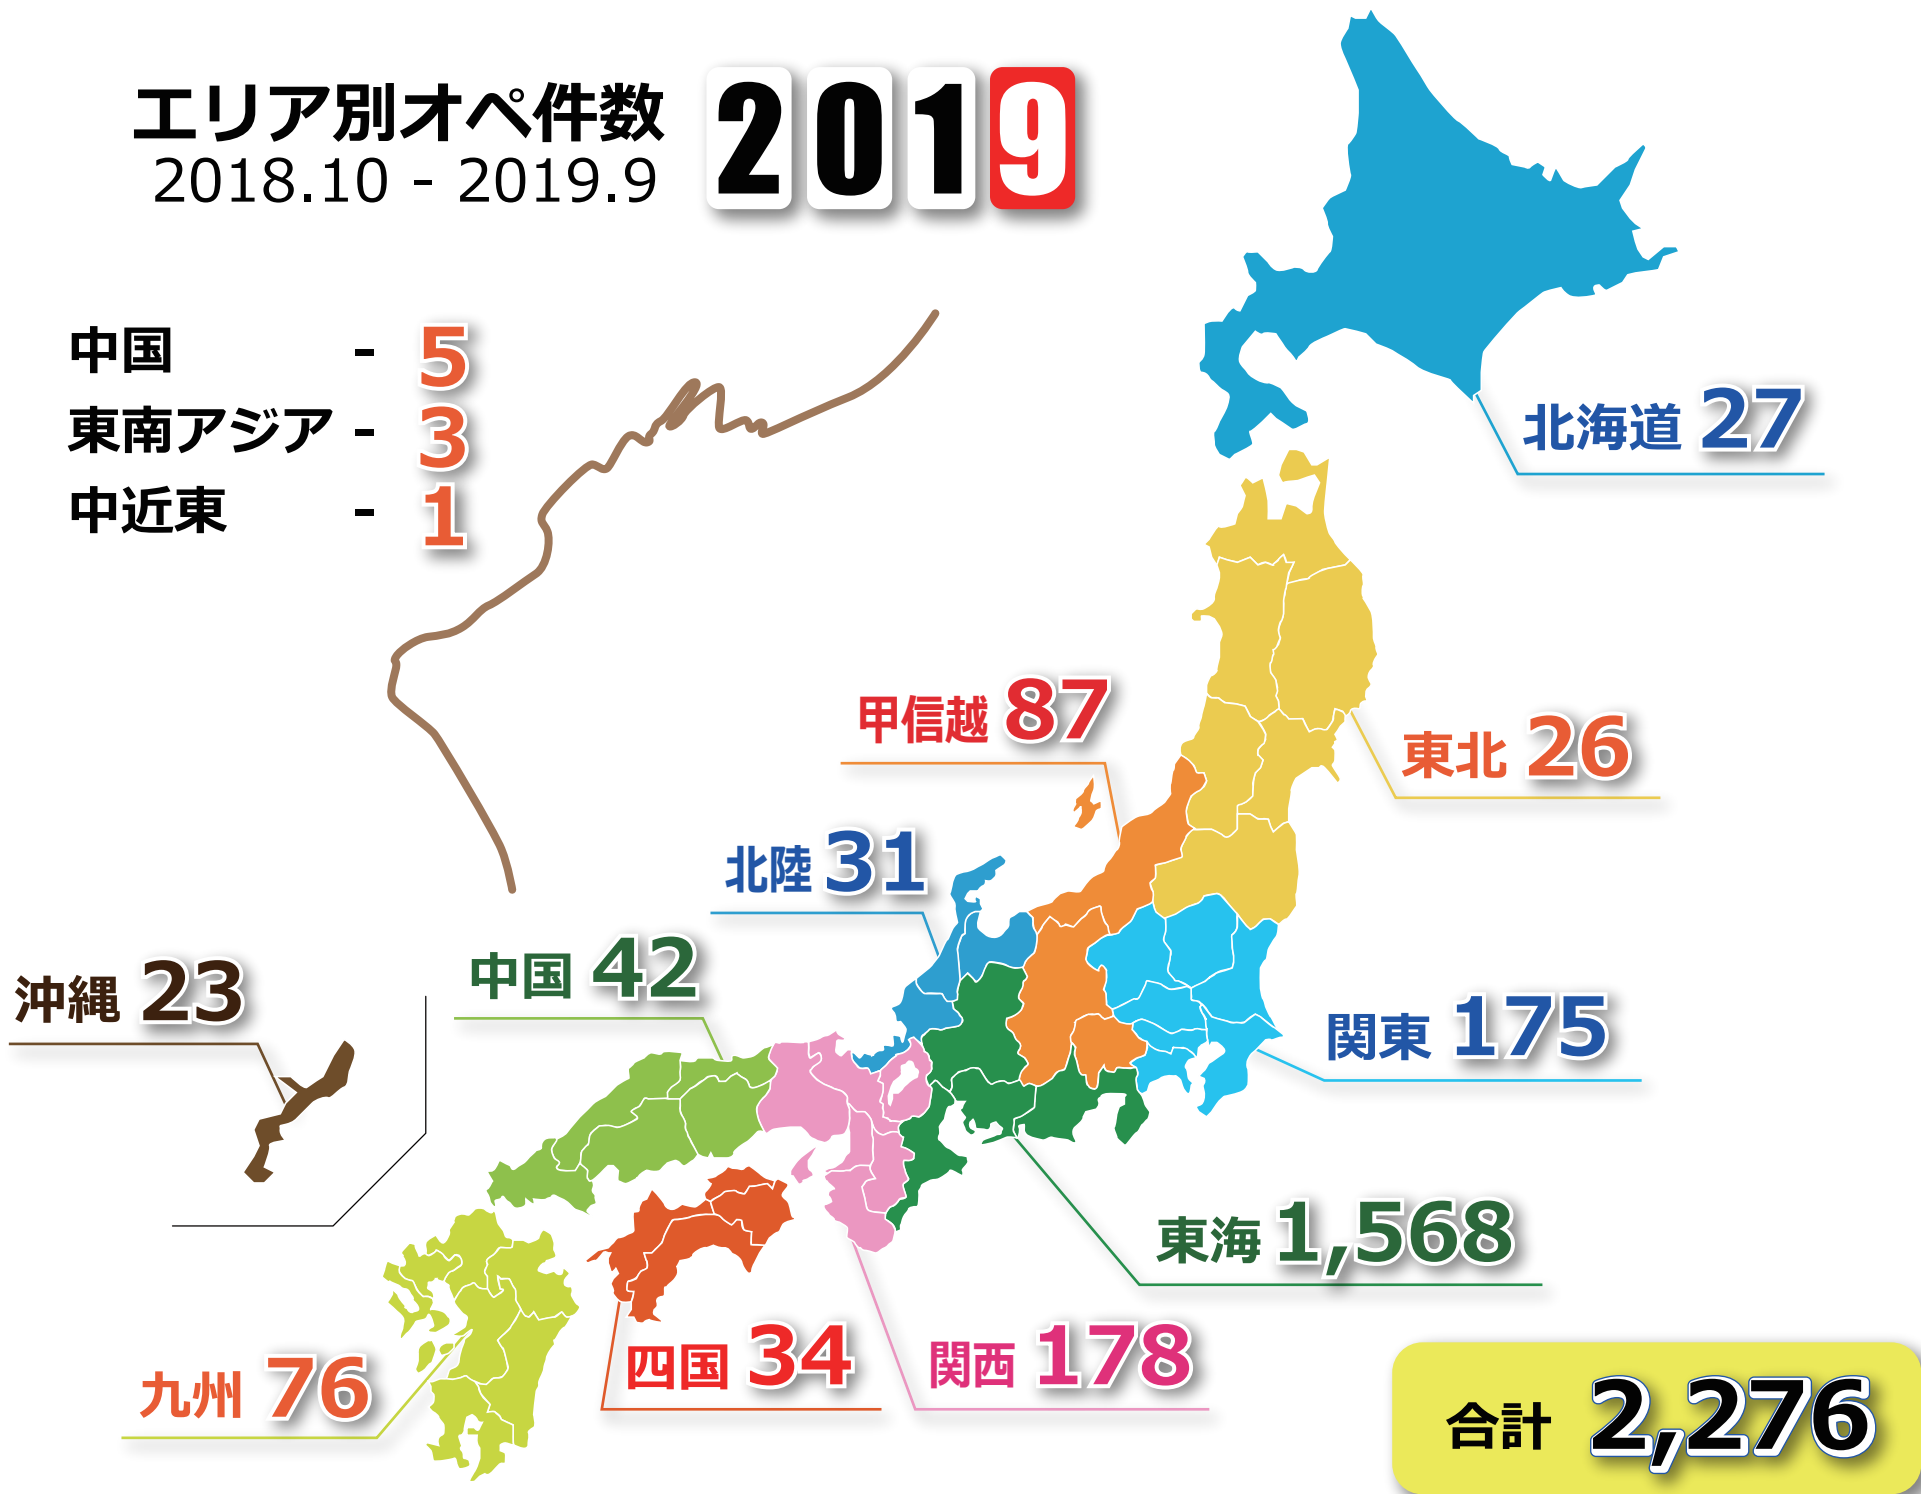 エリア別オペ件数
2018.10 - 2019.9
2019
中国 - 5
東南アジア - 3
中近東 - 1
北海道 27
甲信越 87
東北 26
北陸 31
中国 42
沖縄 23
関東 175
東海 1,568
四国 34
関西 178
九州 76
合計 2,276